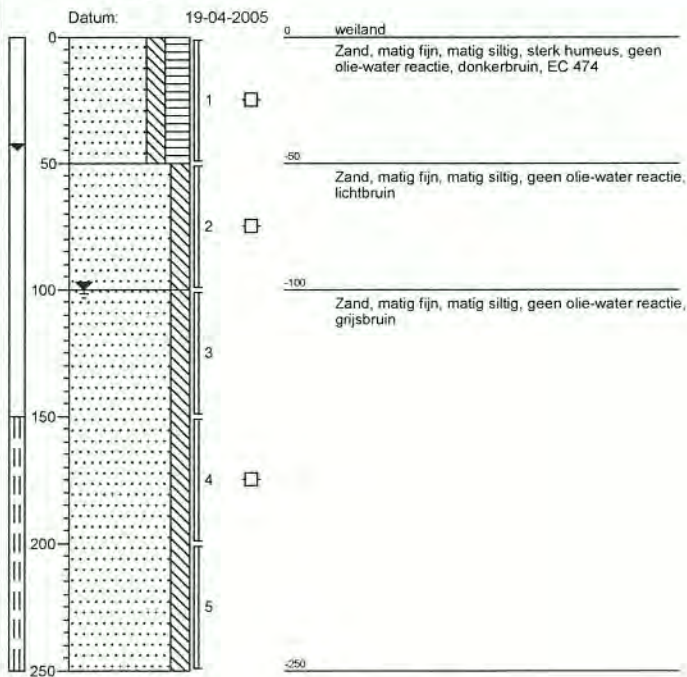 Datum: 19-04-2005
0 weiland
0
Zand, matig fijn, matig siltig, sterk humeus, geen
olie-water reactie, donkerbruin, EC 474
1
50
-50
Zand, matig fijn, matig siltig, geen olie-water reactie,
lichtbruin
2
100
-100
Zand, matig fijn, matig siltig, geen olie-water reactie,
grijsbruin
3
150
4
200
5
250
-250